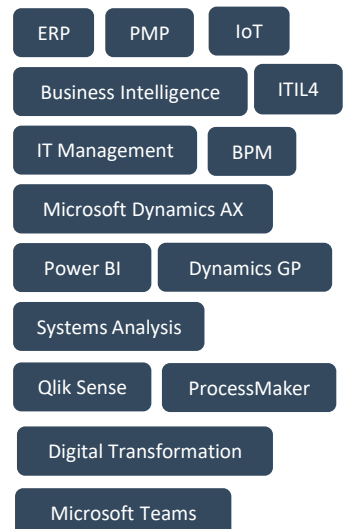 ERP PMP IoT
Business Intelligence ITIL4
IT Management BPM
Microsoft Dynamics AX
Power BI Dynamics GP
Systems Analysis
Qlik Sense ProcessMaker
Digital Transformation
Microsoft Teams